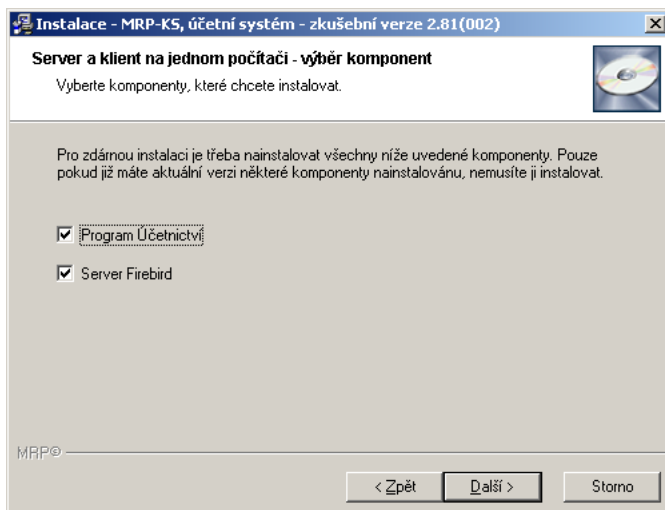 Instalace - MRP-KS, účetní systém - zkušební verze 2.81(002)
Server a klient na jednom počítači - výběr komponent
Vyberte komponenty, které chcete instalovat.
Pro zdárnou instalaci je třeba nainstalovat všechny níže uvedené komponenty. Pouze
pokud již máte aktuální verzi některé komponenty nainstalovánu, nemusíte ji instalovat.
Program Účetnictví
Server Firebird
MRP©
< Zpět
Další >
Storno